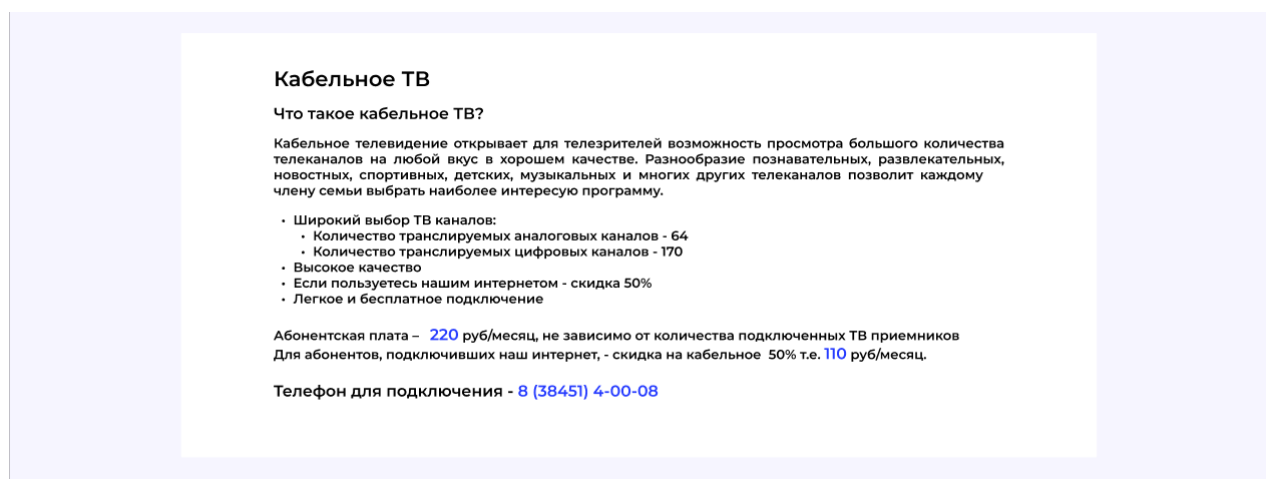 Кабельное ТВ
Что такое кабельное ТВ?
Кабельное телевидение открывает для телезрителей возможность просмотра большого количества
телеканалов на любой вкус в хорошем качестве. Разнообразие познавательных, развлекательных,
новостных, спортивных, детских, музыкальных и многих других телеканалов позволит каждому
члену семьи выбрать наиболее интересую программу.
• Широкий выбор ТВ каналов:
• Количество транслируемых аналоговых каналов - 64
• Количество транслируемых цифровых каналов - 170
• Высокое качество
• Если пользуетесь нашим интернетом - скидка 50%
• Легкое и бесплатное подключение
Абонентская плата – 220 руб/месяц, не зависимо от количества подключенных ТВ приемников
Для абонентов, подключивших наш интернет, - скидка на кабельное 50% т.е. 110 руб/месяц.
Телефон для подключения - 8 (38451) 4-00-08